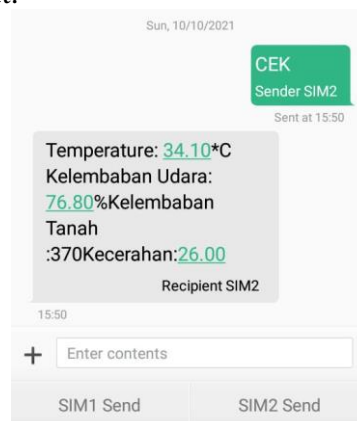 Sun, 10/10/2021
CEK
Sender SIM2
Sent at 15:50
Temperature: 34.10*C
Kelembaban Udara:
76.80%Kelembaban
Tanah
:370Kecerahan:26.00
Recipient SIM2
15:50
+ Enter contents
SIM1 Send SIM2 Send